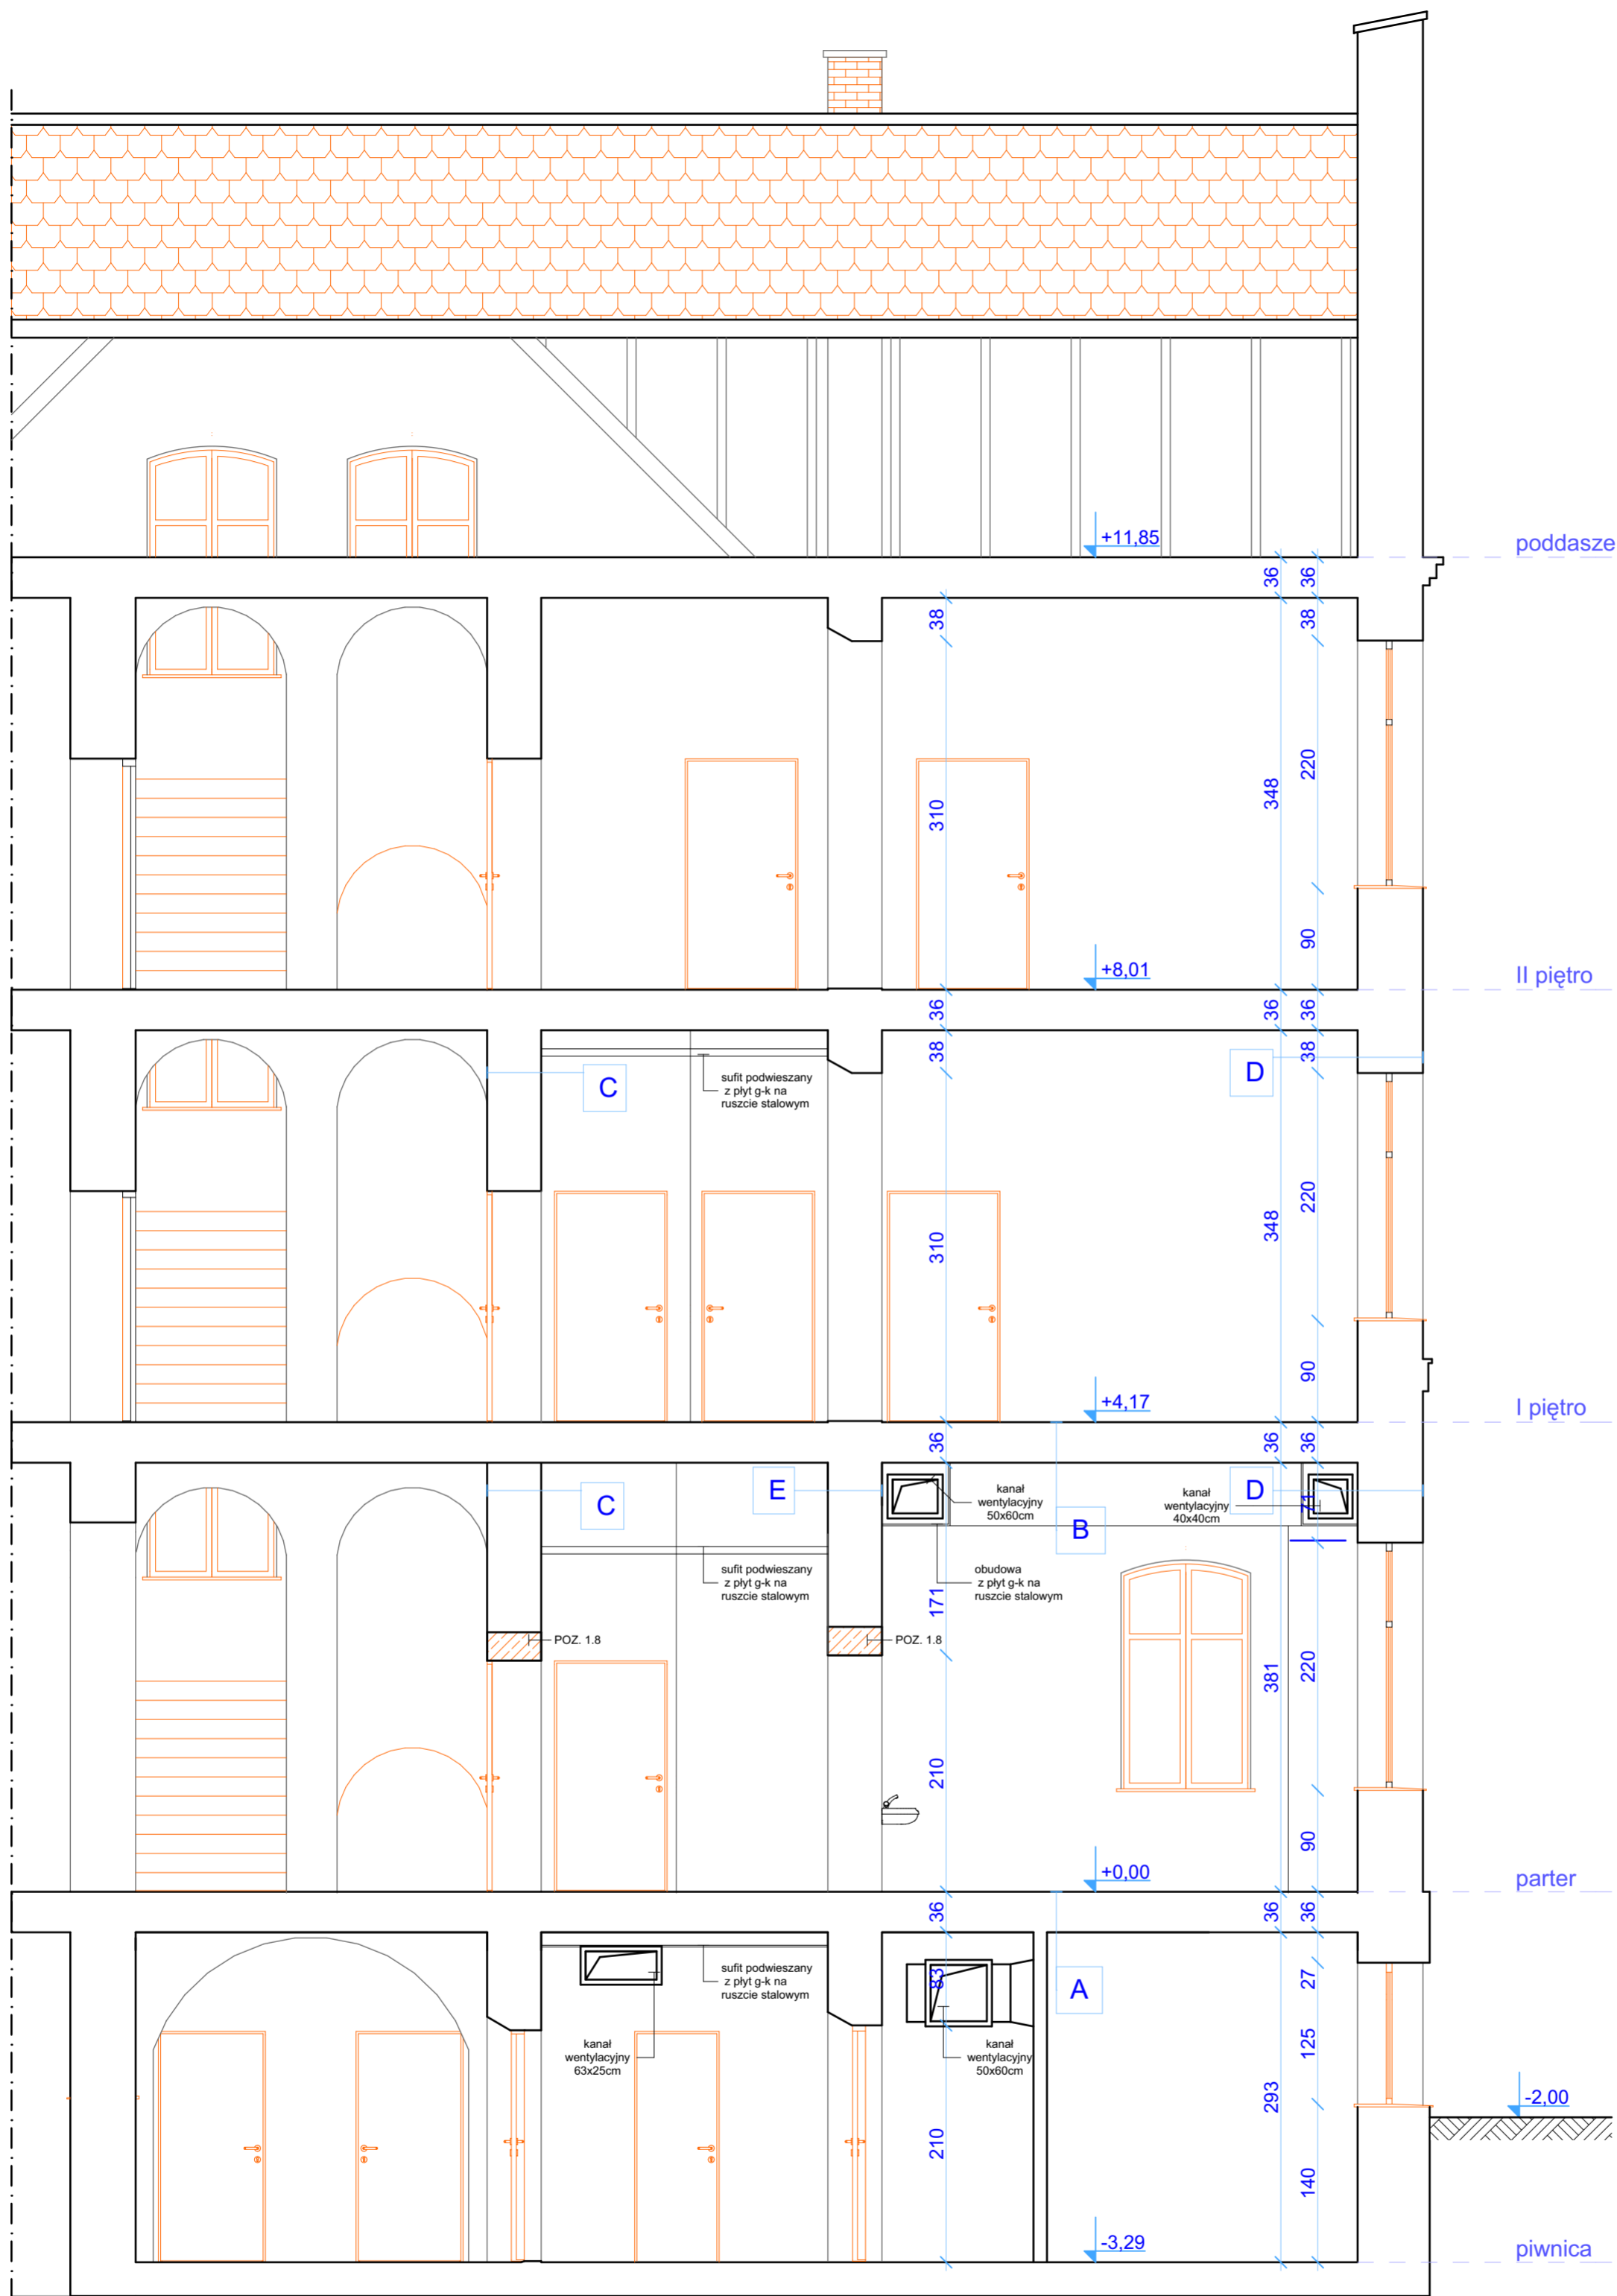 +11,85
poddasze
36
36
38
38
220
348
310
90
+8,01
II piętro
36
36
36
38
38
C
sufit podwieszany
z płyt g-k na
ruszcie stalowym
D
220
348
310
90
+4,17
I piętro
36
36
36
C
E
kanał
wentylacyjny
50x60cm
kanał
wentylacyjny
40x40cm
D
71
B
sufit podwieszany
z płyt g-k na
ruszcie stalowym
obudowa
z płyt g-k na
ruszcie stalowym
171
POZ. 1.8
POZ. 1.8
220
381
210
90
+0,00
parter
36
36
36
sufit podwieszany
z płyt g-k na
ruszcie stalowym
83
A
27
kanał
wentylacyjny
63x25cm
kanał
wentylacyjny
50x60cm
125
293
-2,00
210
140
-3,29
piwnica